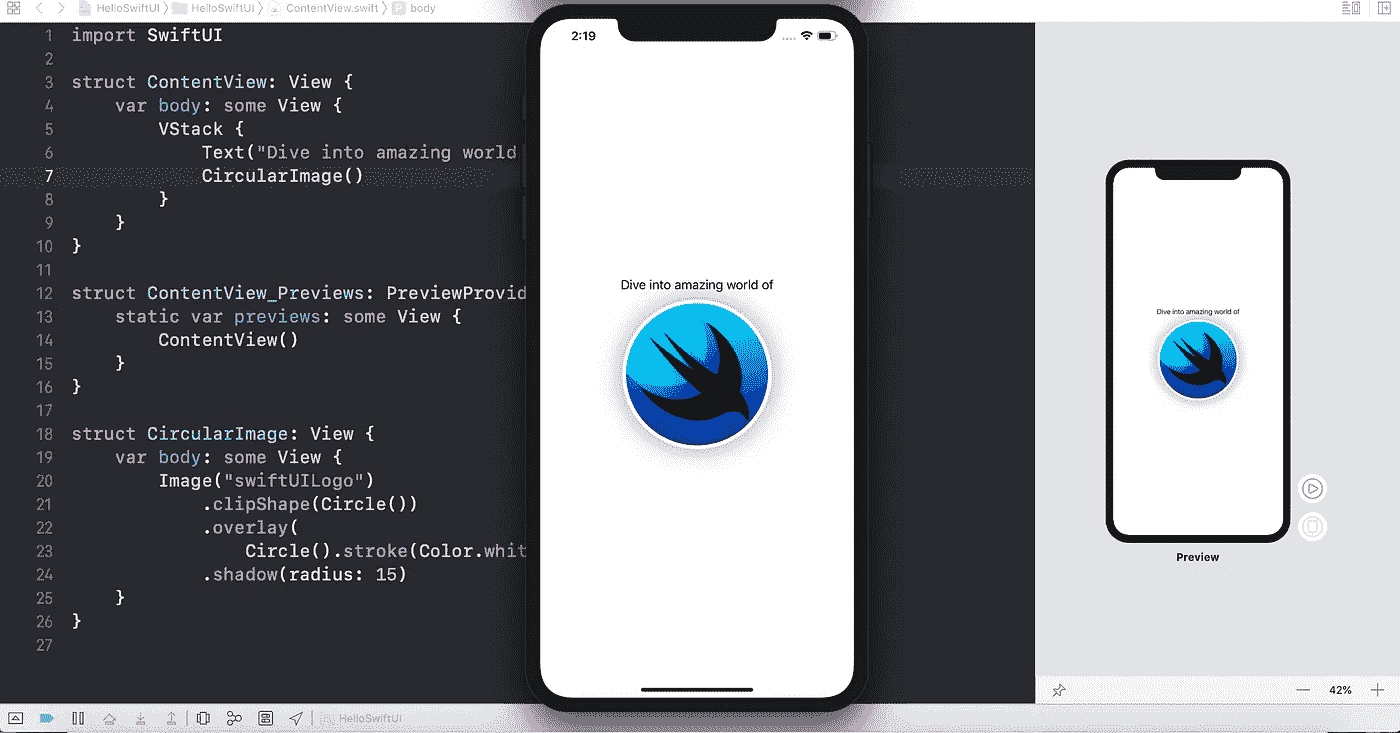 HelloSwiftUI HelloSwiftUI ContentView.swift body
1 import SwiftUI
2
3 struct ContentView: View {
4     var body: some View {
5         VStack {
6             Text("Dive into amazing world
7             CircularImage()
8         }
9     }
10 }
11
12 struct ContentView_Previews: PreviewProvid
13     static var previews: some View {
14         ContentView()
15     }
16 }
17
18 struct CircularImage: View {
19     var body: some View {
20         Image("swiftUILogo")
21             .clipShape(Circle())
22             .overlay(
23                 Circle().stroke(Color.whit
24             .shadow(radius: 15)
25     }
26 }
27
HelloSwiftUI
2:19
Dive into amazing world of
Dive into amazing world of
Preview
42%